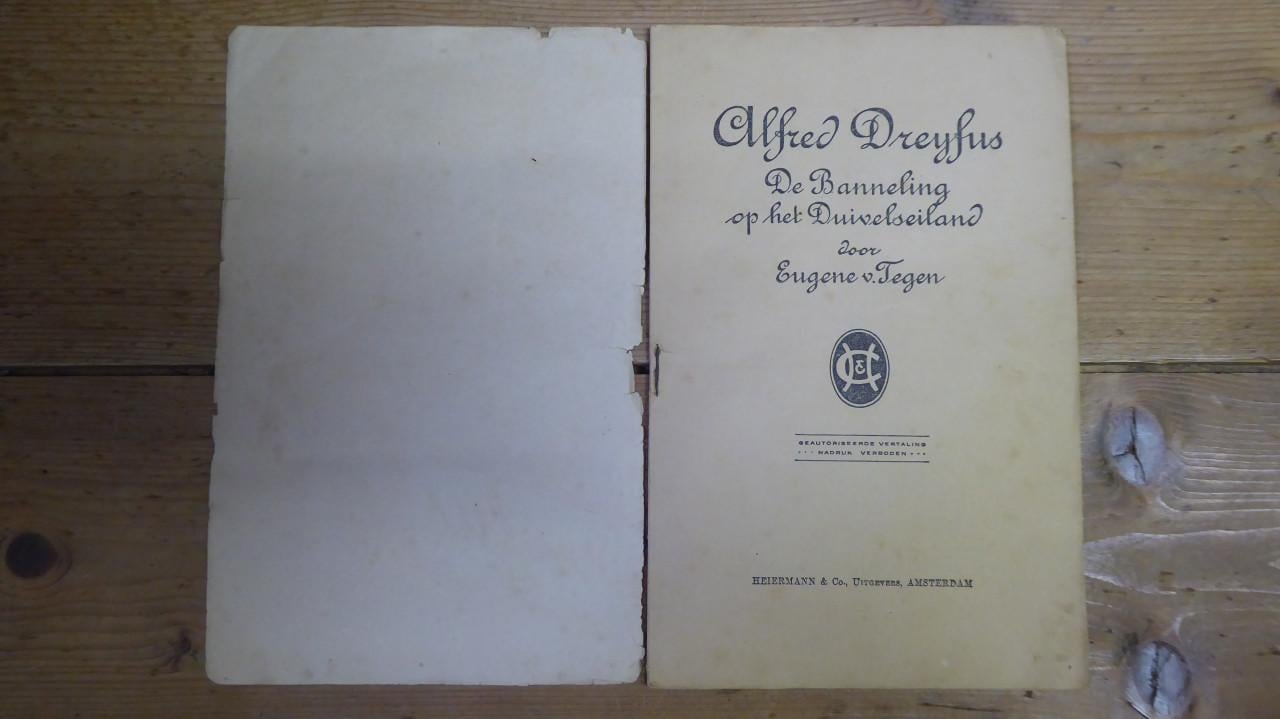 Alfred Dreyfus
De Banneling
op het Duivelseiland
door
Eugene v. Tegen
H & C
GEAUTORISEERDE VERTALING
··· NADRUK VERBODEN ···
HEIERMANN & Co., UITGEVERS, AMSTERDAM